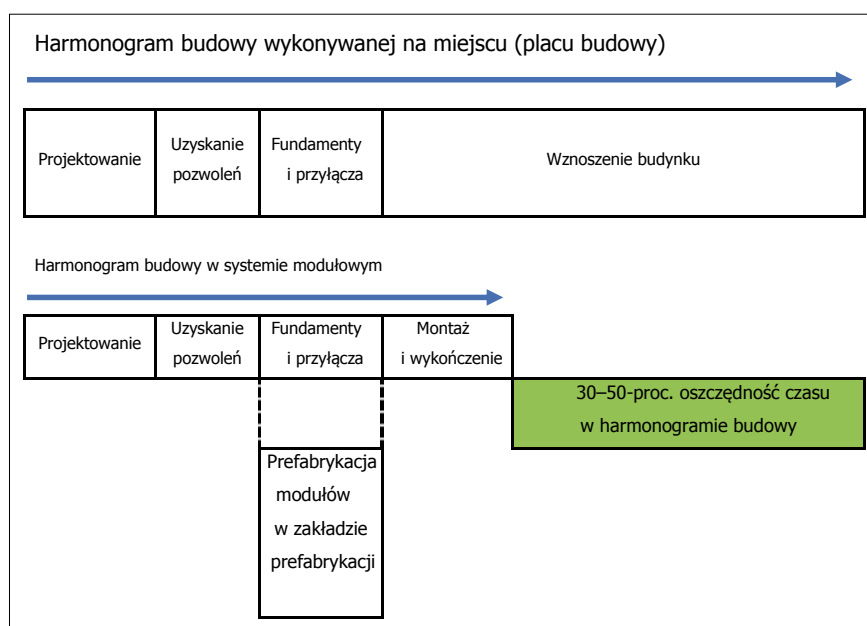 Harmonogram budowy wykonywanej na miejscu (placu budowy)
Projektowanie
Uzyskanie
pozwoleń
Fundamenty
i przyłącza
Wznoszenie budynku
Harmonogram budowy w systemie modułowym
Projektowanie
Uzyskanie
pozwoleń
Fundamenty
i przyłącza
Montaż
i wykończenie
30–50-proc. oszczędność czasu
w harmonogramie budowy
Prefabrykacja
modułów
w zakładzie
prefabrykacji